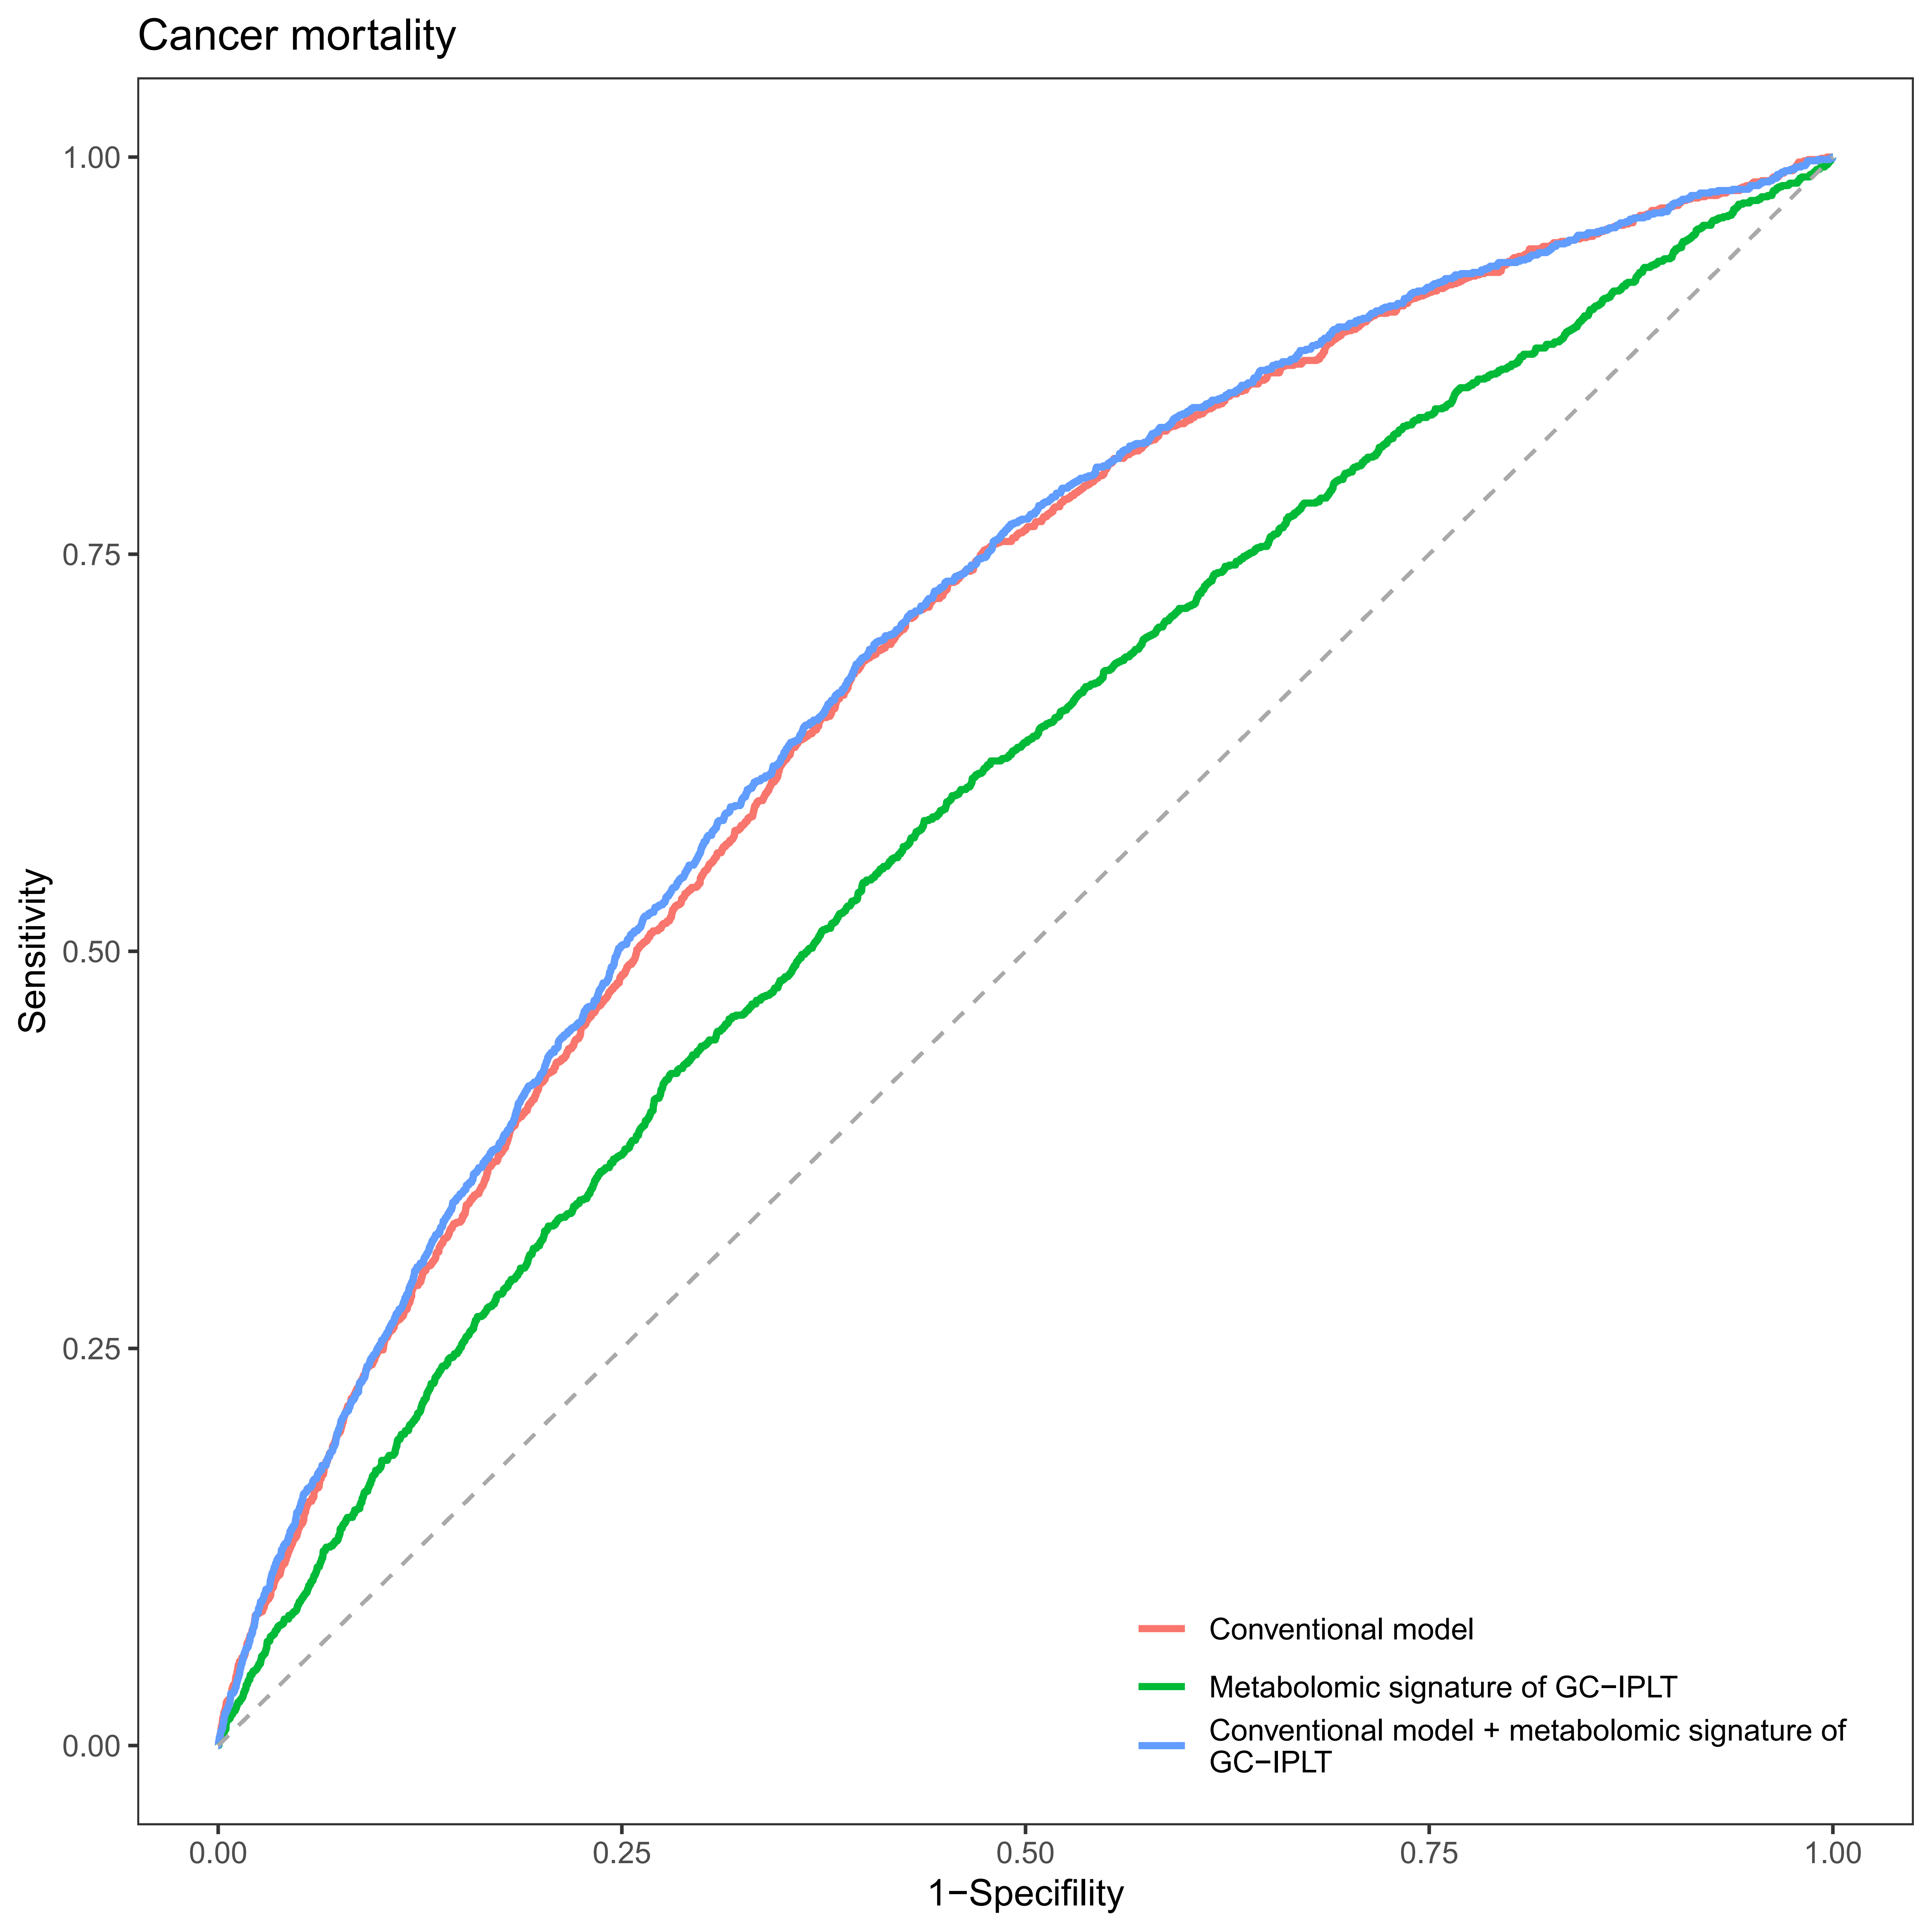 Cancer mortality
1.00
0.75
0.50
0.25
0.00
Sensitivity
Conventional model
Metabolomic signature of GC−IPLT
Conventional model + metabolomic signature of
GC−IPLT
0.00
0.25
0.50
0.75
1.00
1−Specifility